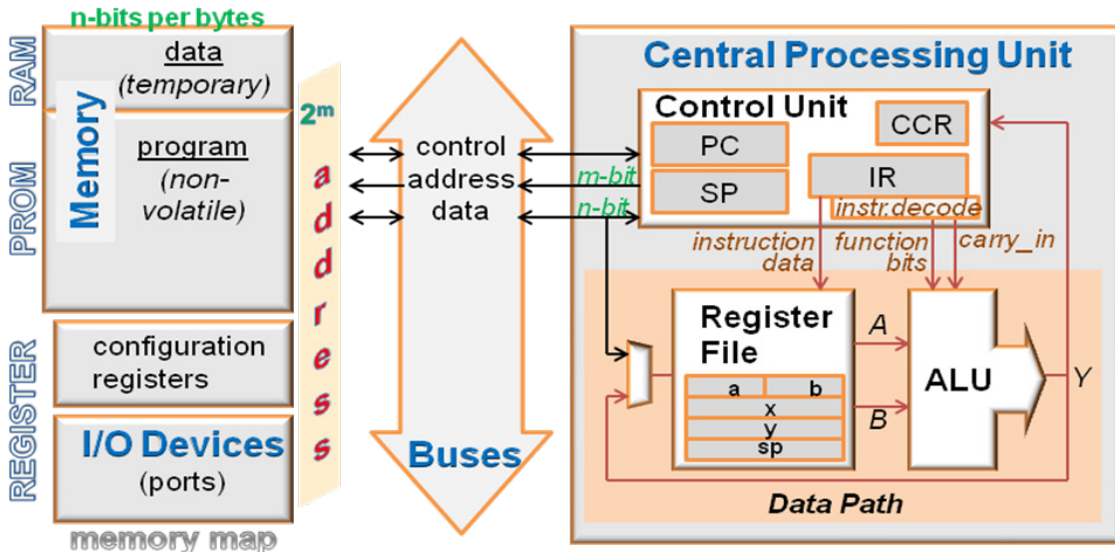 n-bits per bytes
RAM
data
(temporary)
Memory
PROM
program
(non-
volatile)
REGISTER
configuration
registers
I/O Devices
(ports)
memory map
2m
address
control
address
data
Buses
m-bit
n-bit
Central Processing Unit
Control Unit
PC
SP
CCR
IR
instr.decode
instruction
data
function
bits
carry_in
Register
File
a b
x
y
sp
A
B
ALU
Y
Data Path